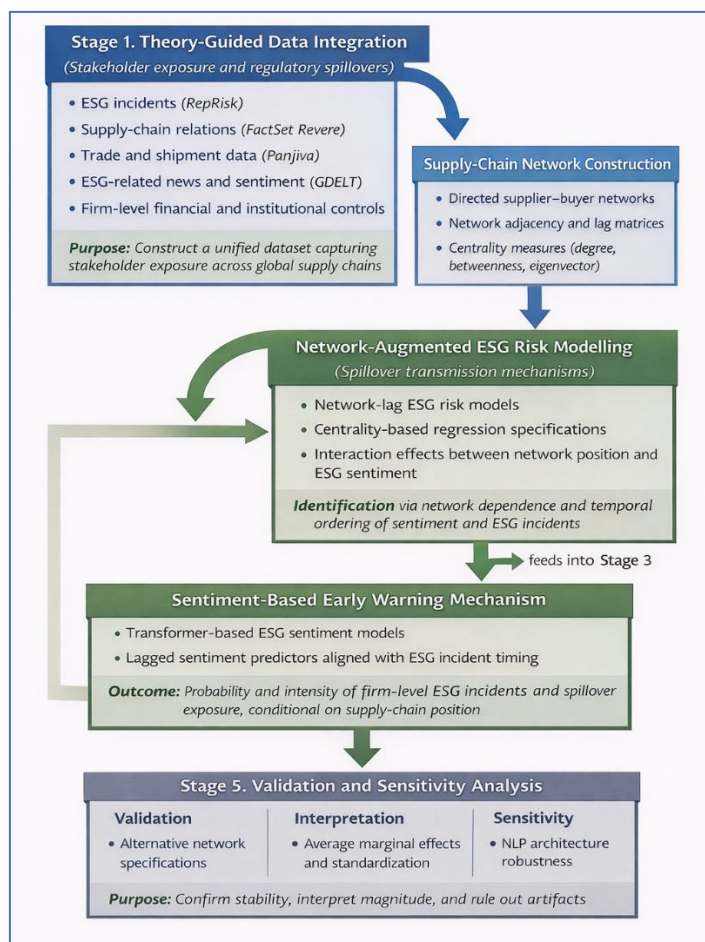 Stage 1. Theory-Guided Data Integration
(Stakeholder exposure and regulatory spillovers)
• ESG incidents (RepRisk)
• Supply-chain relations (FactSet Revere)
• Trade and shipment data (Panjiva)
• ESG-related news and sentiment (GDELT)
• Firm-level financial and institutional controls
Purpose: Construct a unified dataset capturing
stakeholder exposure across global supply chains
Supply-Chain Network Construction
• Directed supplier–buyer networks
• Network adjacency and lag matrices
• Centrality measures (degree,
betweenness, eigenvector)
Network-Augmented ESG Risk Modelling
(Spillover transmission mechanisms)
• Network-lag ESG risk models
• Centrality-based regression specifications
• Interaction effects between network position and
ESG sentiment
Identification via network dependence and temporal
ordering of sentiment and ESG incidents
feeds into Stage 3
Sentiment-Based Early Warning Mechanism
• Transformer-based ESG sentiment models
• Lagged sentiment predictors aligned with ESG incident timing
Outcome: Probability and intensity of firm-level ESG incidents and spillover
exposure, conditional on supply-chain position
Stage 5. Validation and Sensitivity Analysis
Validation
• Alternative network
specifications
Interpretation
• Average marginal effects
and standardization
Sensitivity
• NLP architecture
robustness
Purpose: Confirm stability, interpret magnitude, and rule out artifacts